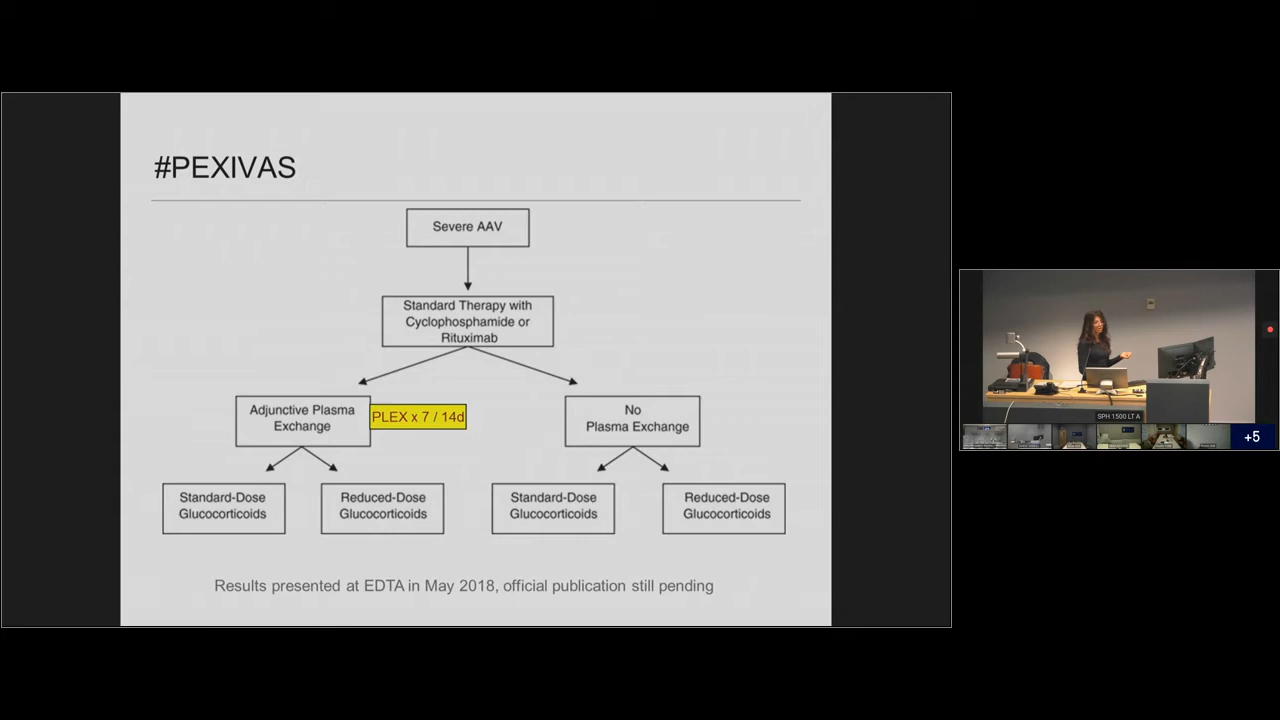 #PEXIVAS
Severe AAV
Standard Therapy with
Cyclophosphamide or
Rituximab
Adjunctive Plasma
Exchange
PLEX x 7 / 14d
No
Plasma Exchange
Standard-Dose
Glucocorticoids
Reduced-Dose
Glucocorticoids
Standard-Dose
Glucocorticoids
Reduced-Dose
Glucocorticoids
Results presented at EDTA in May 2018, official publication still pending
SPH 1500 LT A
+5